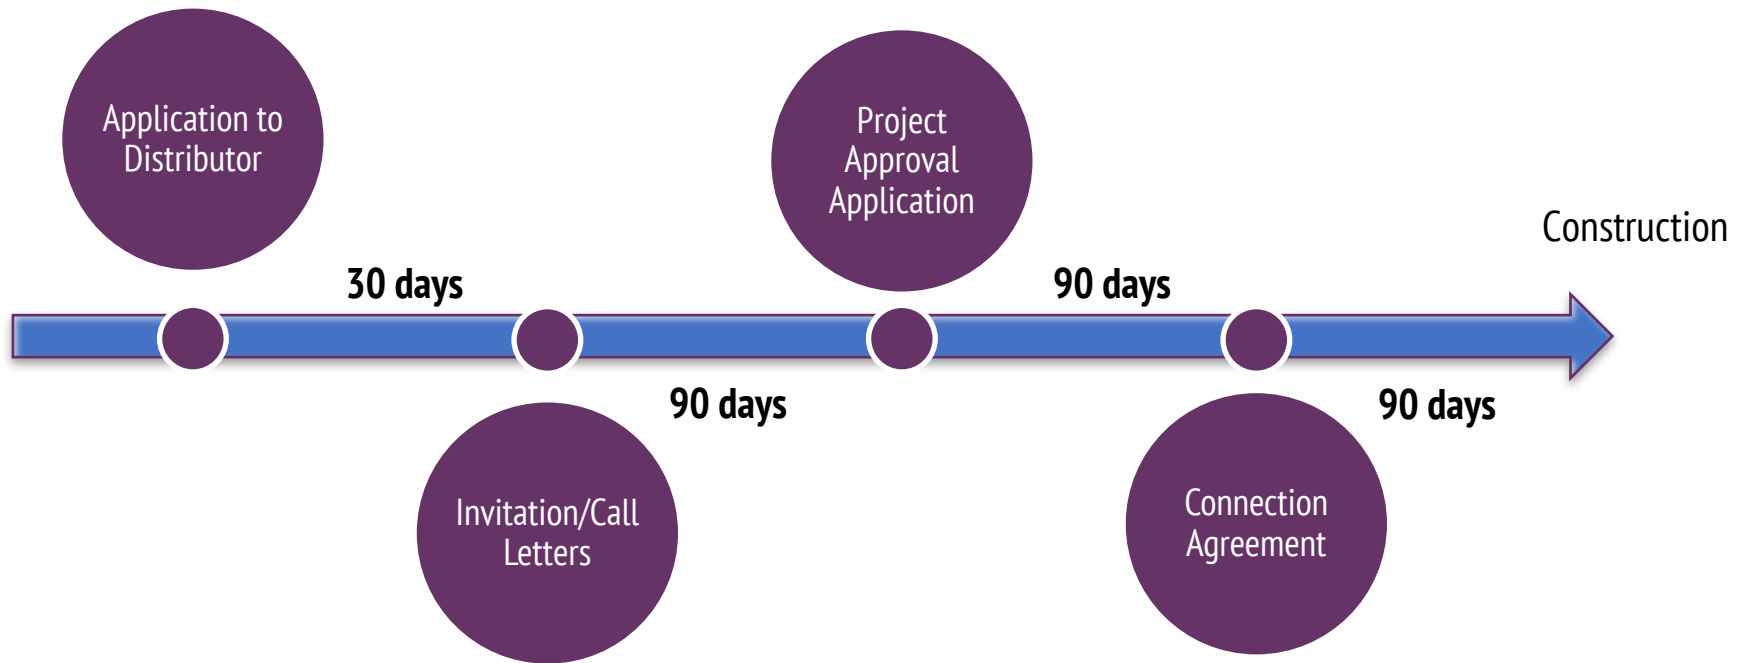 Application to
Distributor
30 days
Invitation/Call
Letters
90 days
Project
Approval
Application
90 days
Connection
Agreement
90 days
Construction